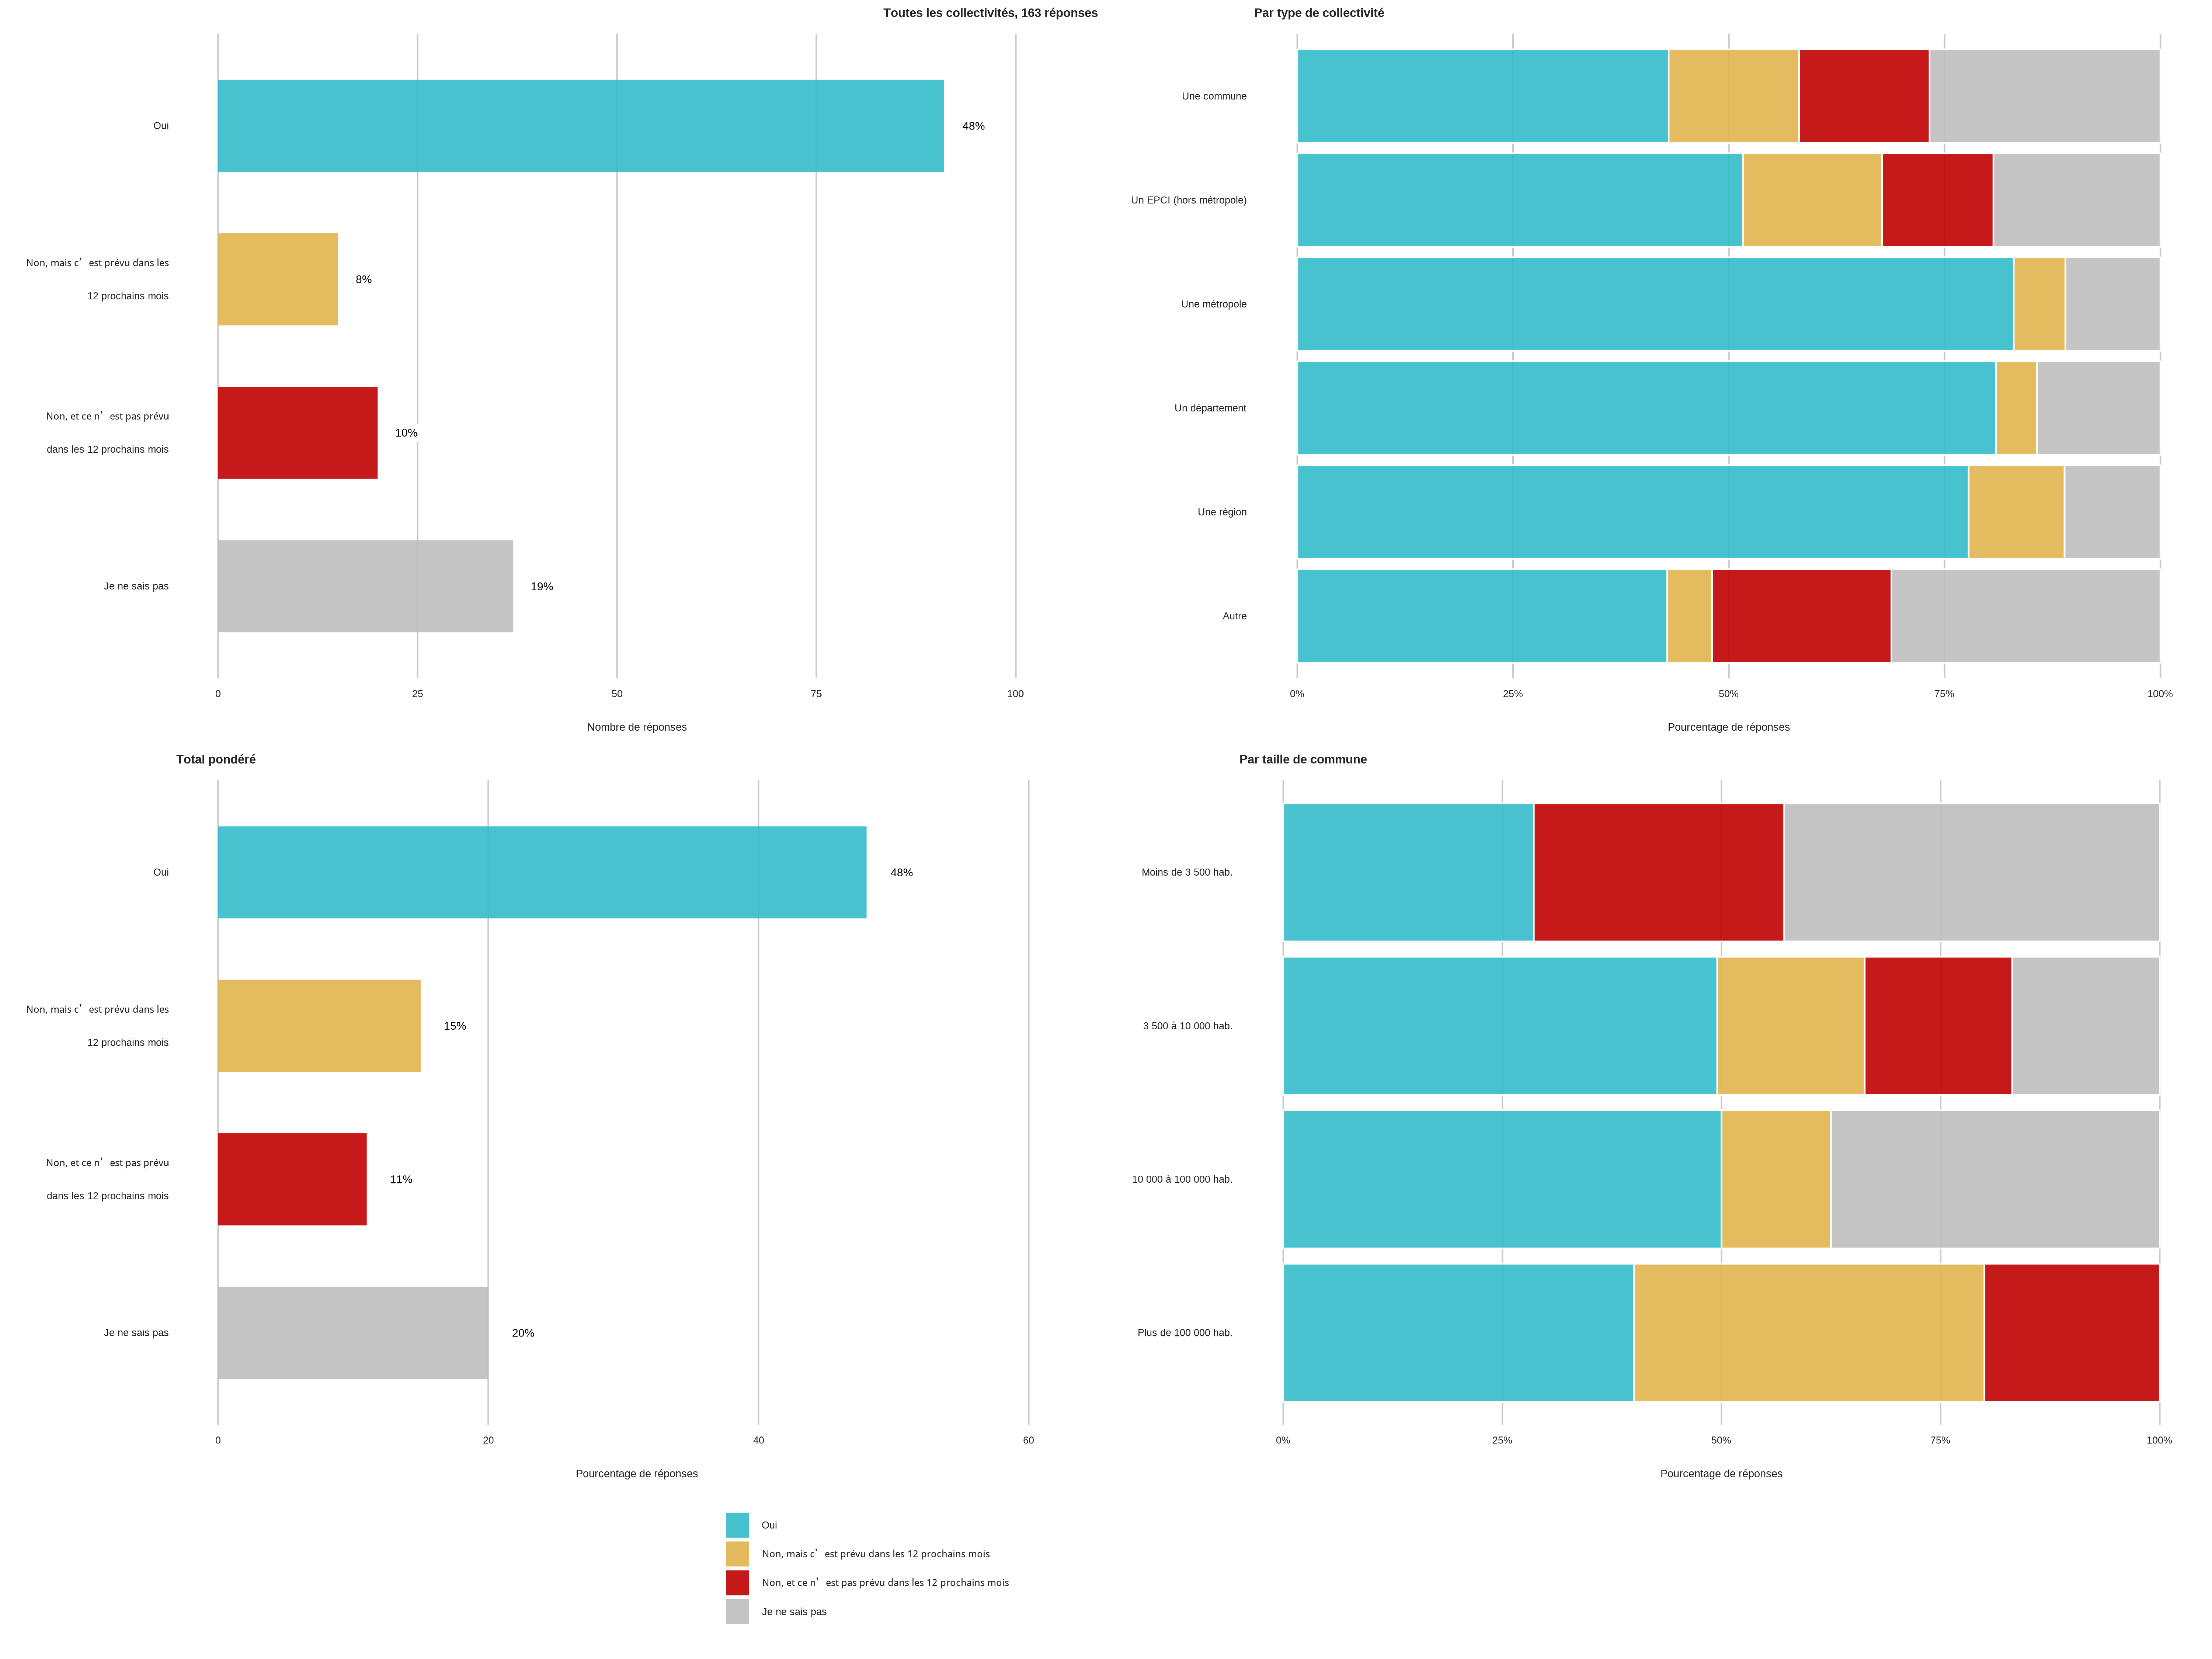 Toutes les collectivités, 163 réponses
Oui
48%
Non, mais c’est prévu dans les
12 prochains mois
8%
Non, et ce n’est pas prévu
dans les 12 prochains mois
10%
Je ne sais pas
19%
0 25 50 75 100
Nombre de réponses
Par type de collectivité
Une commune
Un EPCI (hors métropole)
Une métropole
Un département
Une région
Autre
0% 25% 50% 75% 100%
Pourcentage de réponses
Total pondéré
Oui
48%
Non, mais c’est prévu dans les
12 prochains mois
15%
Non, et ce n’est pas prévu
dans les 12 prochains mois
11%
Je ne sais pas
20%
0 20 40 60
Pourcentage de réponses
Par taille de commune
Moins de 3 500 hab.
3 500 à 10 000 hab.
10 000 à 100 000 hab.
Plus de 100 000 hab.
0% 25% 50% 75% 100%
Pourcentage de réponses
Oui
Non, mais c’est prévu dans les 12 prochains mois
Non, et ce n’est pas prévu dans les 12 prochains mois
Je ne sais pas